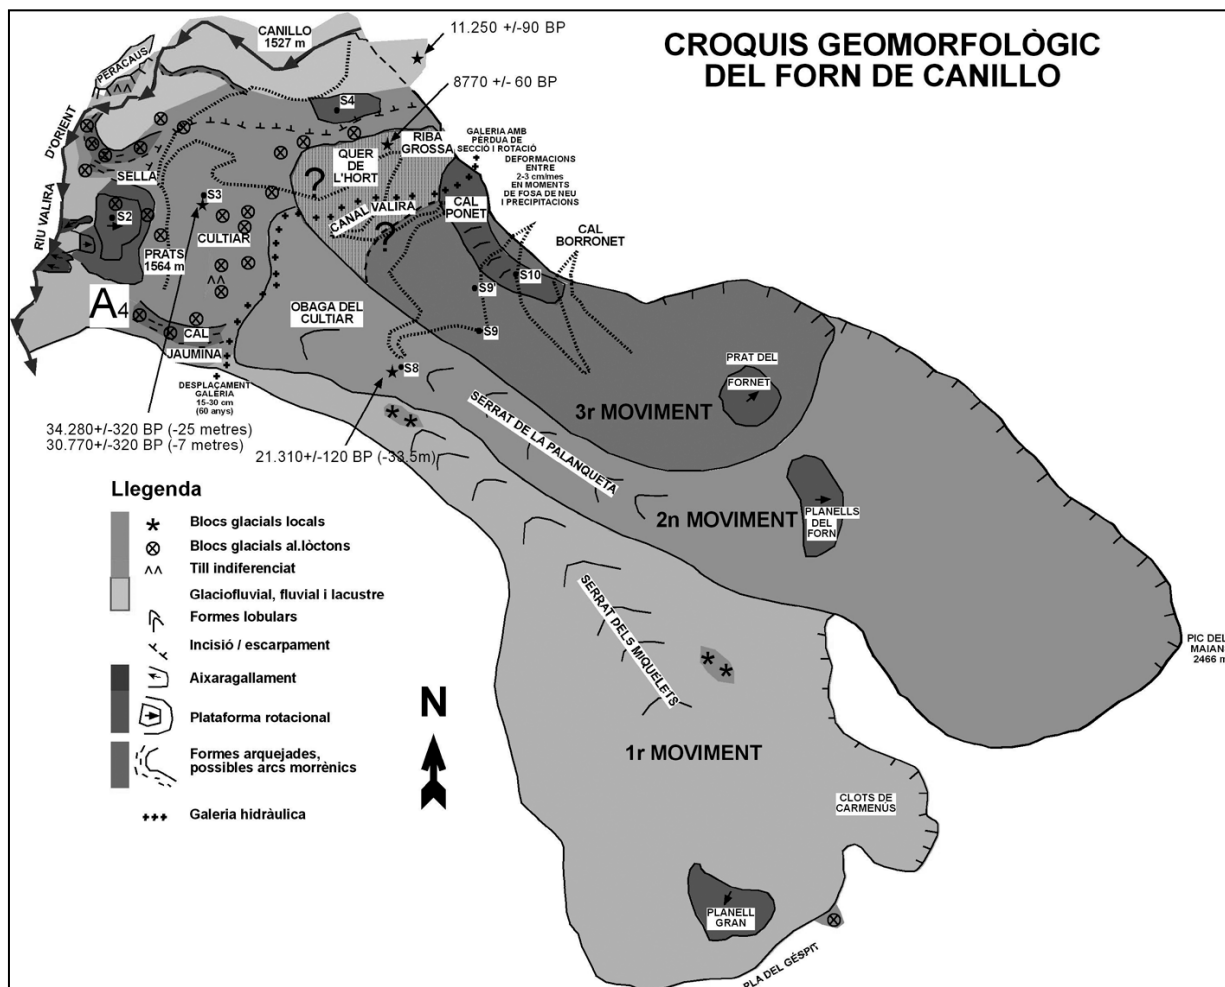 CROQUIS GEOMORFOLÒGIC
DEL FORN DE CANILLO
CANILLO
1527 m
11.250 +/-90 BP
8770 +/- 60 BP
PERACAUS
D'ORIENT
RIU VALIRA
S4
RIBA
GROSSA
QUER
DE
L'HORT
?
GALERIA AMB
PÈRDUA DE
SECCIÓ I ROTACIÓ
DEFORMACIONS
ENTRE
2-3 cm/mes
EN MOMENTS
DE FOSA DE NEU
I PRECIPITACIONS
SELLA
S3
S2
CANAL VALIRA
?
CAL
PONET
CAL
BORRONET
CULTIAR
PRATS
1564 m
S10
S9'
S9
A4
OBAGA DEL
CULTIAR
CAL
JAUMINA
S8
DESPLAÇAMENT
GALERIA
15-30 cm
(60 anys)
PRAT DEL
FORNET
3r MOVIMENT
SERRAT DE LA PALANQUETA
34.280+/-320 BP (-25 metres)
30.770+/-320 BP (-7 metres)
21.310+/-120 BP (-33.5m)
2n MOVIMENT
PLANELLS
DEL
FORN
SERRAT DELS MIQUELETS
PIC DEL
MAIANS
2466 m
1r MOVIMENT
CLOTS DE
CARMENÚS
PLANELL
GRAN
PLA DEL GÉSPIT
N
Llegenda
Blocs glacials locals
Blocs glacials al.lòctons
Till indiferenciat
Glaciofluvial, fluvial i lacustre
Formes lobulars
Incisió / escarpament
Aixaragallament
Plataforma rotacional
Formes arquejades,
possibles arcs morrènics
Galeria hidràulica